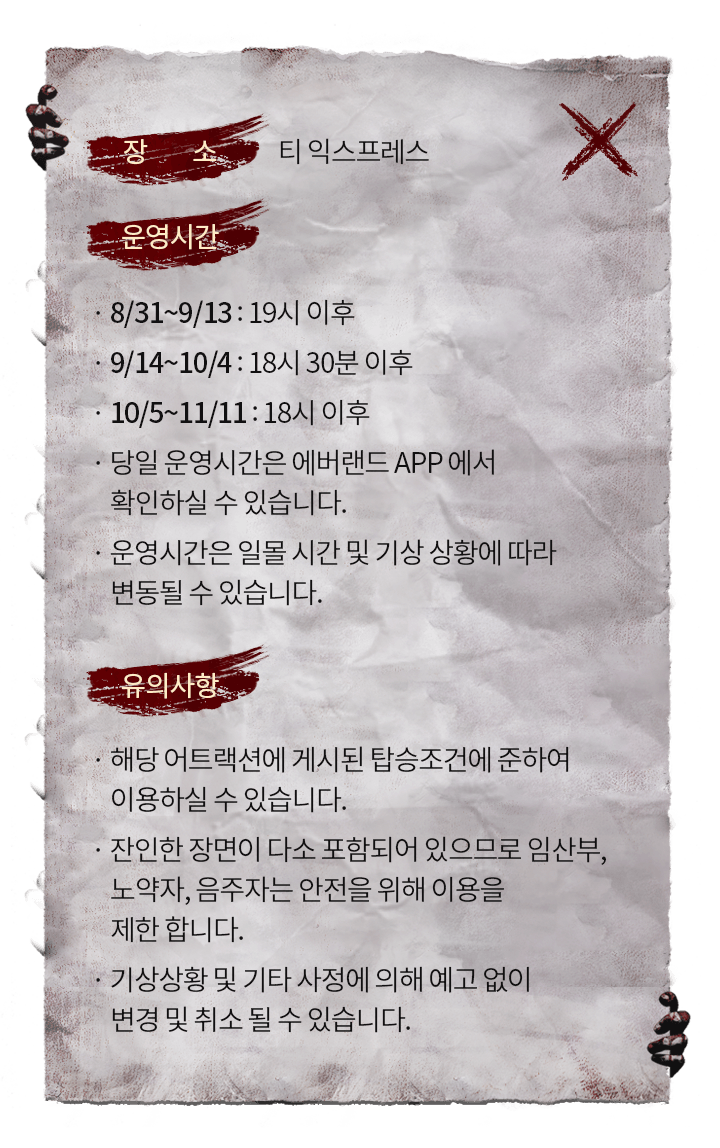 장 소 티 익스프레스
운영시간
· 8/31~9/13 : 19시 이후
· 9/14~10/4 : 18시 30분 이후
· 10/5~11/11 : 18시 이후
· 당일 운영시간은 에버랜드 APP 에서
확인하실 수 있습니다.
· 운영시간은 일몰 시간 및 기상 상황에 따라
변동될 수 있습니다.
유의사항
· 해당 어트랙션에 게시된 탑승조건에 준하여
이용하실 수 있습니다.
· 잔인한 장면이 다소 포함되어 있으므로 임산부,
노약자, 음주자는 안전을 위해 이용을
제한 합니다.
· 기상상황 및 기타 사정에 의해 예고 없이
변경 및 취소 될 수 있습니다.